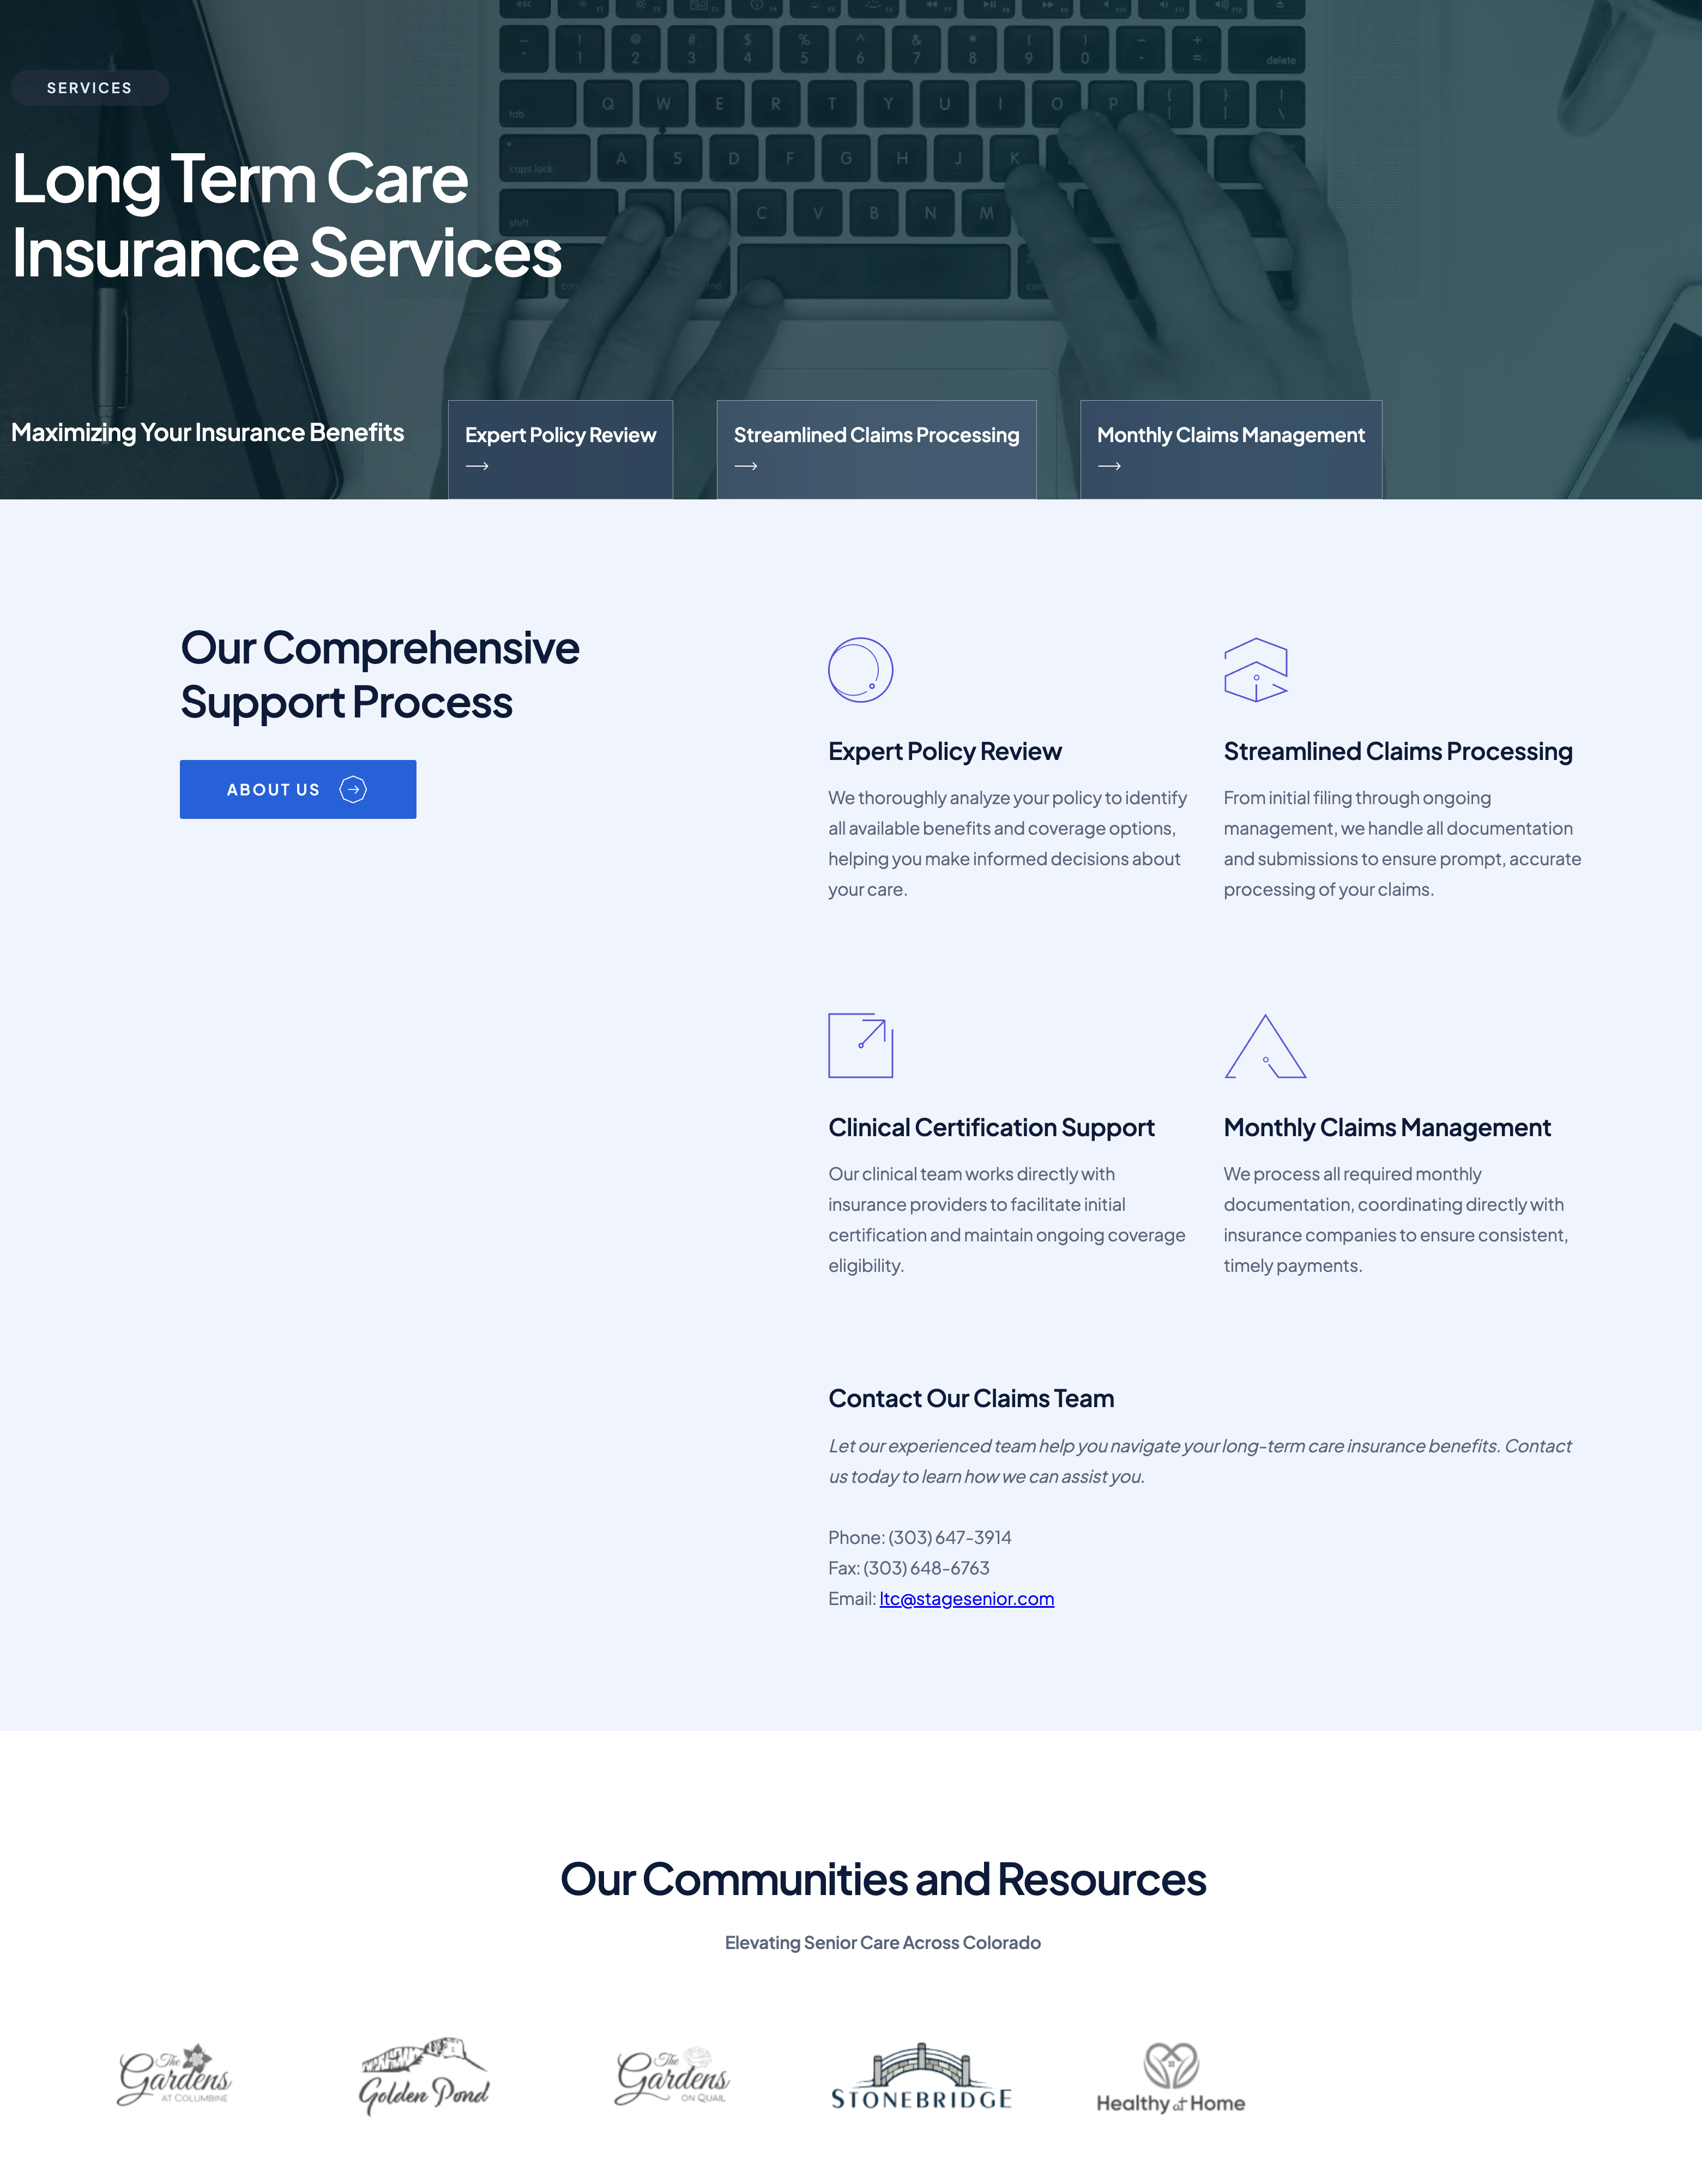 SERVICES
Long Term Care
Insurance Services
Maximizing Your Insurance Benefits
Expert Policy Review
Streamlined Claims Processing
Monthly Claims Management
Our Comprehensive
Support Process
ABOUT US
Expert Policy Review
We thoroughly analyze your policy to identify
all available benefits and coverage options,
helping you make informed decisions about
your care.
Streamlined Claims Processing
From initial filing through ongoing
management, we handle all documentation
and submissions to ensure prompt, accurate
processing of your claims.
Clinical Certification Support
Our clinical team works directly with
insurance providers to facilitate initial
certification and maintain ongoing coverage
eligibility.
Monthly Claims Management
We process all required monthly
documentation, coordinating directly with
insurance companies to ensure consistent,
timely payments.
Contact Our Claims Team
Let our experienced team help you navigate your long-term care insurance benefits. Contact
us today to learn how we can assist you.
Phone: (303) 647-3914
Fax: (303) 648-6763
Email: ltc@stagesenior.com
Our Communities and Resources
Elevating Senior Care Across Colorado
The Gardens
AT COLUMBINE
Golden Pond
The Gardens
ON QUAIL
STONEBRIDGE
Healthy at Home